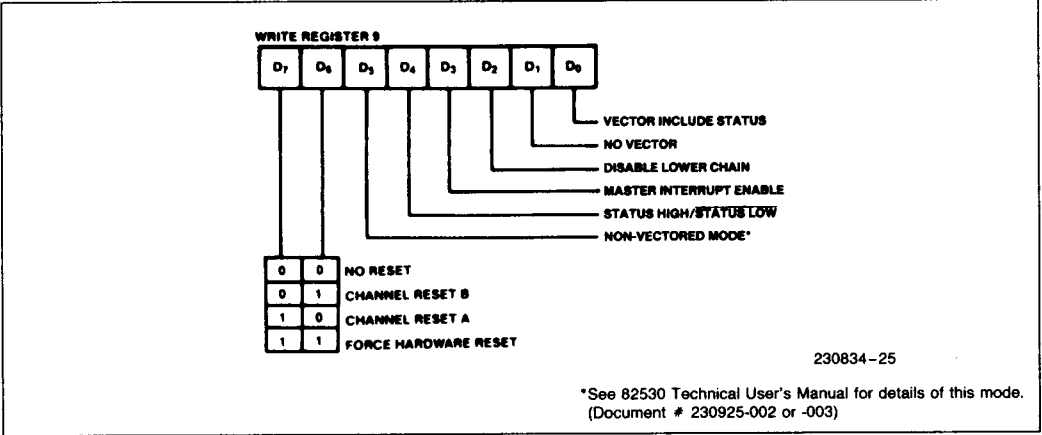 WRITE REGISTER 9
D7 D6 D5 D4 D3 D2 D1 D0
VECTOR INCLUDE STATUS
NO VECTOR
DISABLE LOWER CHAIN
MASTER INTERRUPT ENABLE
STATUS HIGH/STATUS LOW
NON-VECTORED MODE*
0 0 NO RESET
0 1 CHANNEL RESET B
1 0 CHANNEL RESET A
1 1 FORCE HARDWARE RESET
230834–25
*See 82530 Technical User's Manual for details of this mode.
(Document # 230925-002 or -003)